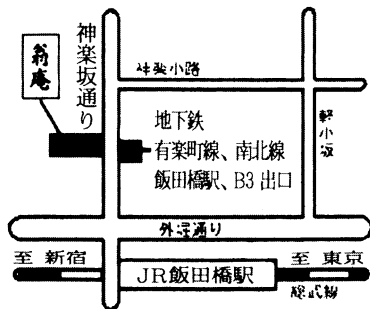 翁庵
神楽坂通り
神楽小路
軽小坂
地下鉄
有楽町線、南北線
飯田橋駅、B3 出口
外堀通り
至 新宿
至 東京
JR飯田橋駅
総武線